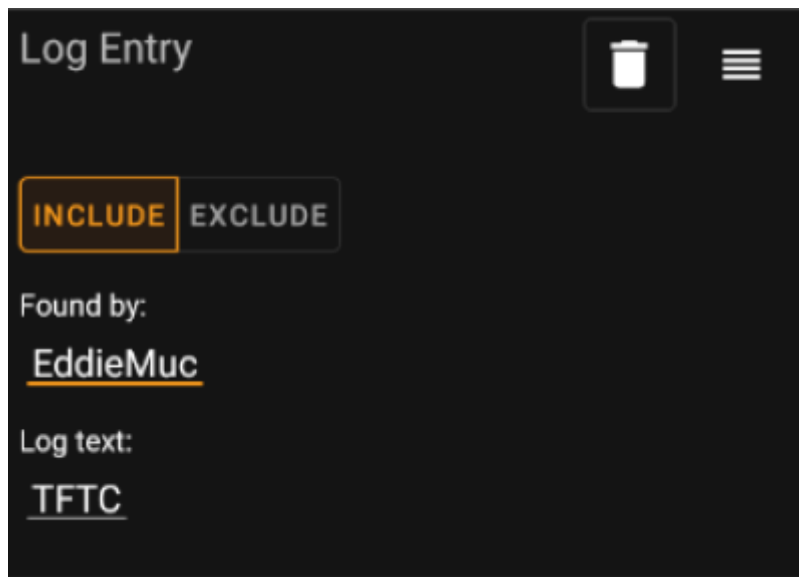 Log Entry
INCLUDE EXCLUDE
Found by:
EddieMuc
Log text:
TFTC